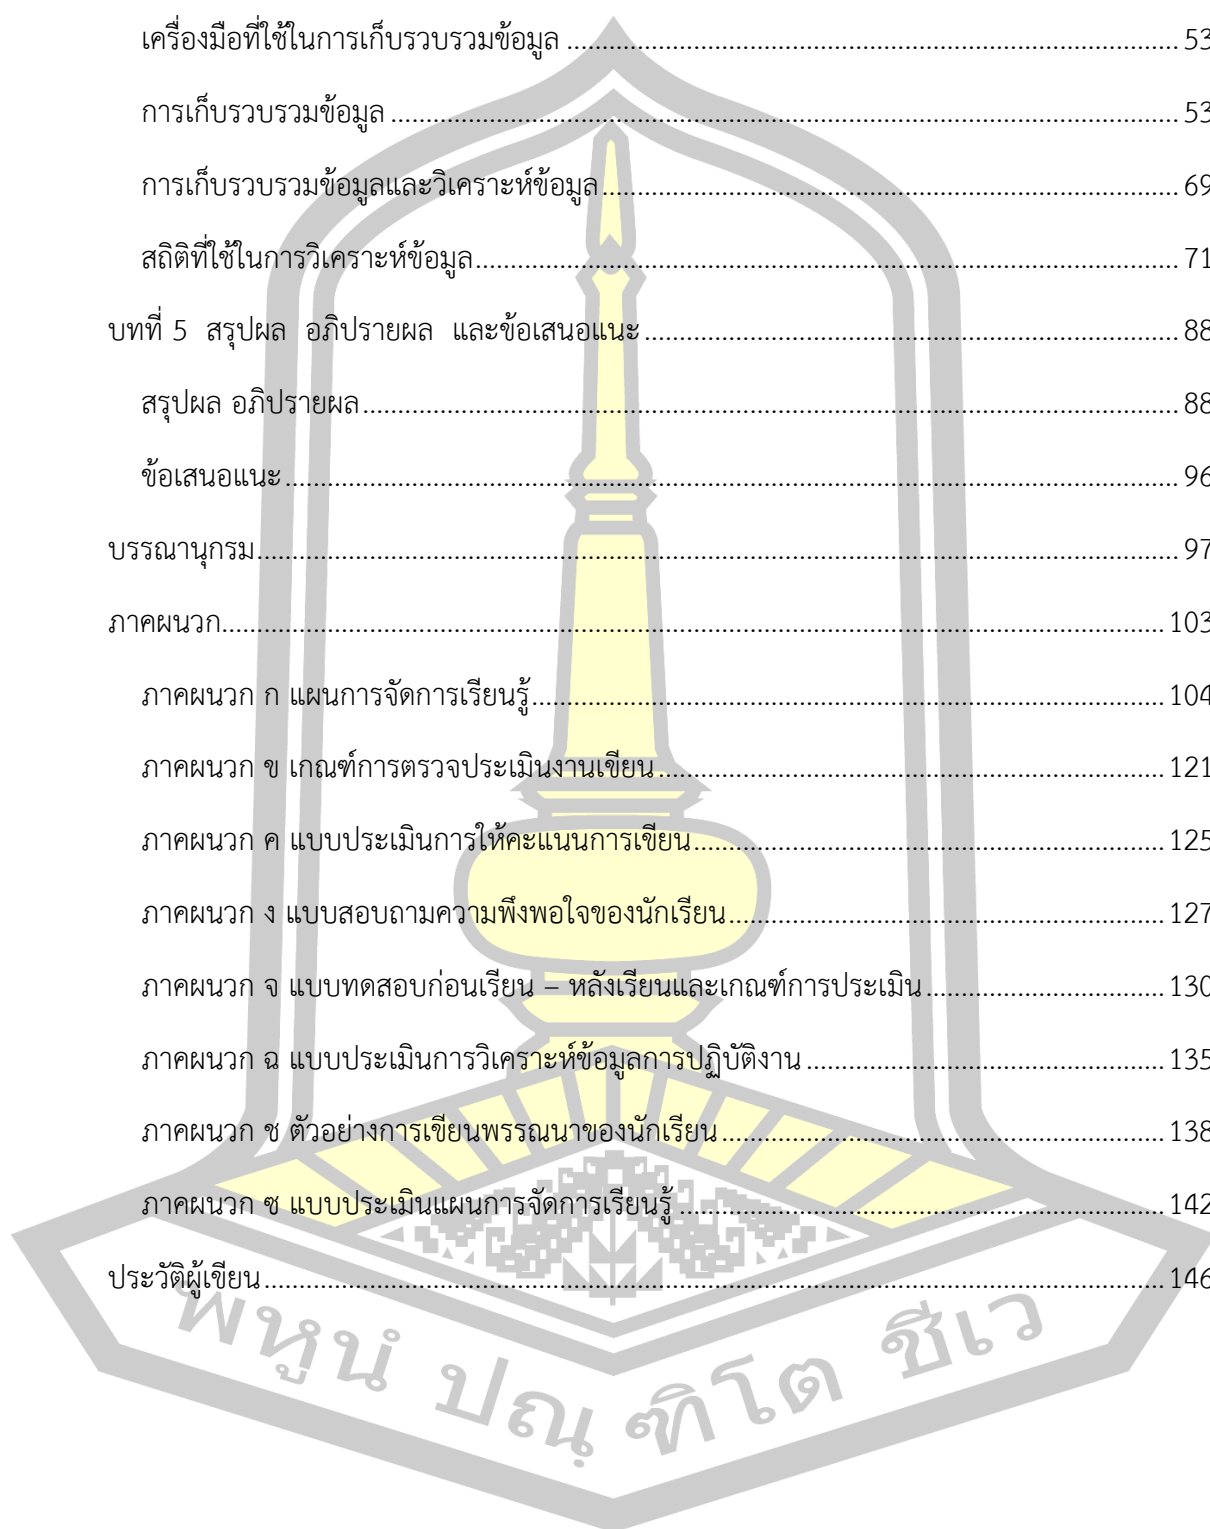 เครื่องมือที่ใช้ในการเก็บรวบรวมข้อมูล ........ 53
การเก็บรวบรวมข้อมูล ........ 53
การเก็บรวบรวมข้อมูลและวิเคราะห์ข้อมูล ........ 69
สถิติที่ใช้ในการวิเคราะห์ข้อมูล ........ 71
บทที่ 5 สรุปผล อภิปรายผล และข้อเสนอแนะ ........ 88
สรุปผล อภิปรายผล ........ 88
ข้อเสนอแนะ ........ 96
บรรณานุกรม ........ 97
ภาคผนวก ........ 103
ภาคผนวก ก แผนการจัดการเรียนรู้ ........ 104
ภาคผนวก ข เกณฑ์การตรวจประเมินงานเขียน ........ 121
ภาคผนวก ค แบบประเมินการให้คะแนนการเขียน ........ 125
ภาคผนวก ง แบบสอบถามความพึงพอใจของนักเรียน ........ 127
ภาคผนวก จ แบบทดสอบก่อนเรียน – หลังเรียนและเกณฑ์การประเมิน ........ 130
ภาคผนวก ฉ แบบประเมินการวิเคราะห์ข้อมูลการปฏิบัติงาน ........ 135
ภาคผนวก ช ตัวอย่างการเขียนพรรณนาของนักเรียน ........ 138
ภาคผนวก ซ แบบประเมินแผนการจัดการเรียนรู้ ........ 142
ประวัติผู้เขียน ........ 146
พหูนํ ปณฺฑิโต ชีเว